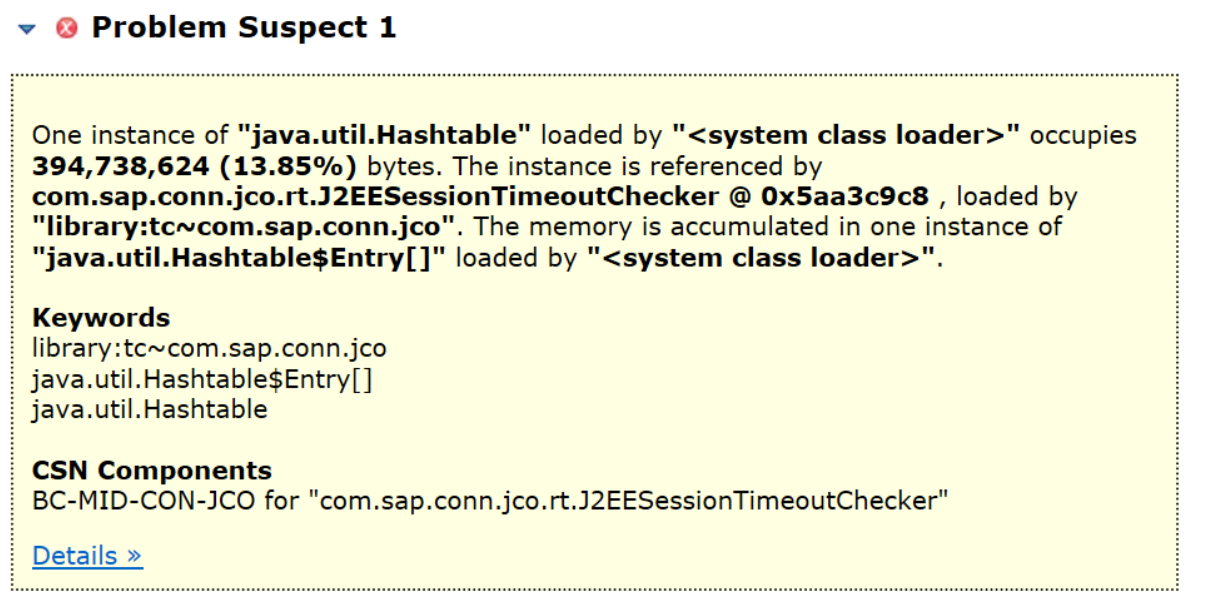 Problem Suspect 1
One instance of "java.util.Hashtable" loaded by "<system class loader>" occupies
394,738,624 (13.85%) bytes. The instance is referenced by
com.sap.conn.jco.rt.J2EESessionTimeoutChecker @ 0x5aa3c9c8 , loaded by
"library:tc~com.sap.conn.jco". The memory is accumulated in one instance of
"java.util.Hashtable$Entry[]" loaded by "<system class loader>".
Keywords
library:tc~com.sap.conn.jco
java.util.Hashtable$Entry[]
java.util.Hashtable
CSN Components
BC-MID-CON-JCO for "com.sap.conn.jco.rt.J2EESessionTimeoutChecker"
Details »